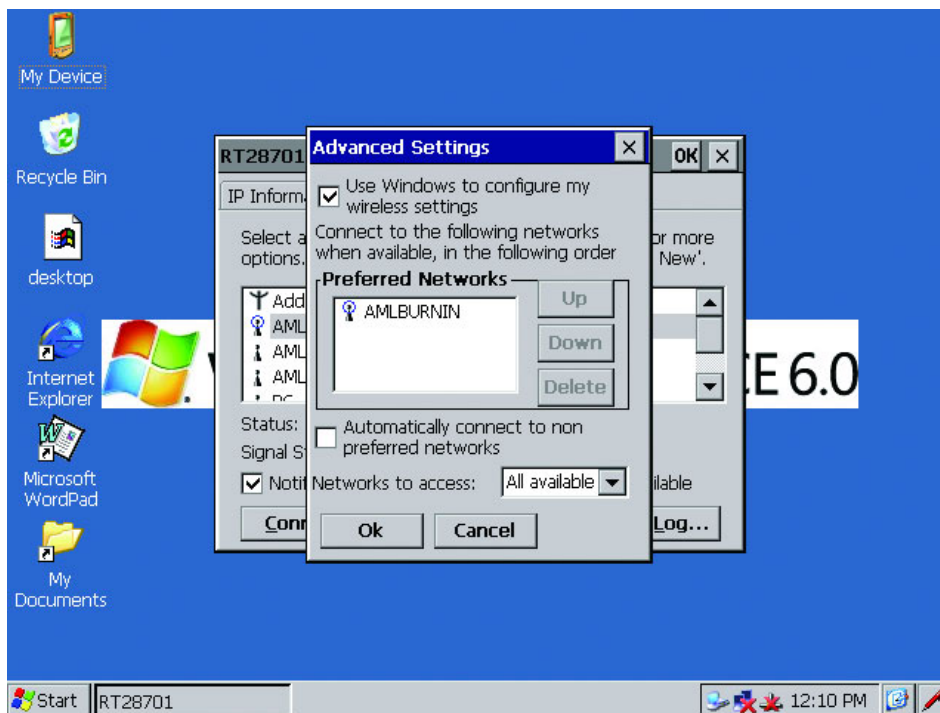 My Device
Recycle Bin
desktop
Internet
Explorer
Microsoft
WordPad
My
Documents
CE 6.0
RT28701
OK
IP Inform
Select a
options.
or more
New'.
Add
AML
AML
AML
Status:
Signal S
Notif
ilable
Conn
Log...
Advanced Settings
Use Windows to configure my
wireless settings
Connect to the following networks
when available, in the following order
Preferred Networks
AMLBURNIN
Up
Down
Delete
Automatically connect to non
preferred networks
Networks to access:
All available
Ok
Cancel
Start
RT28701
12:10 PM